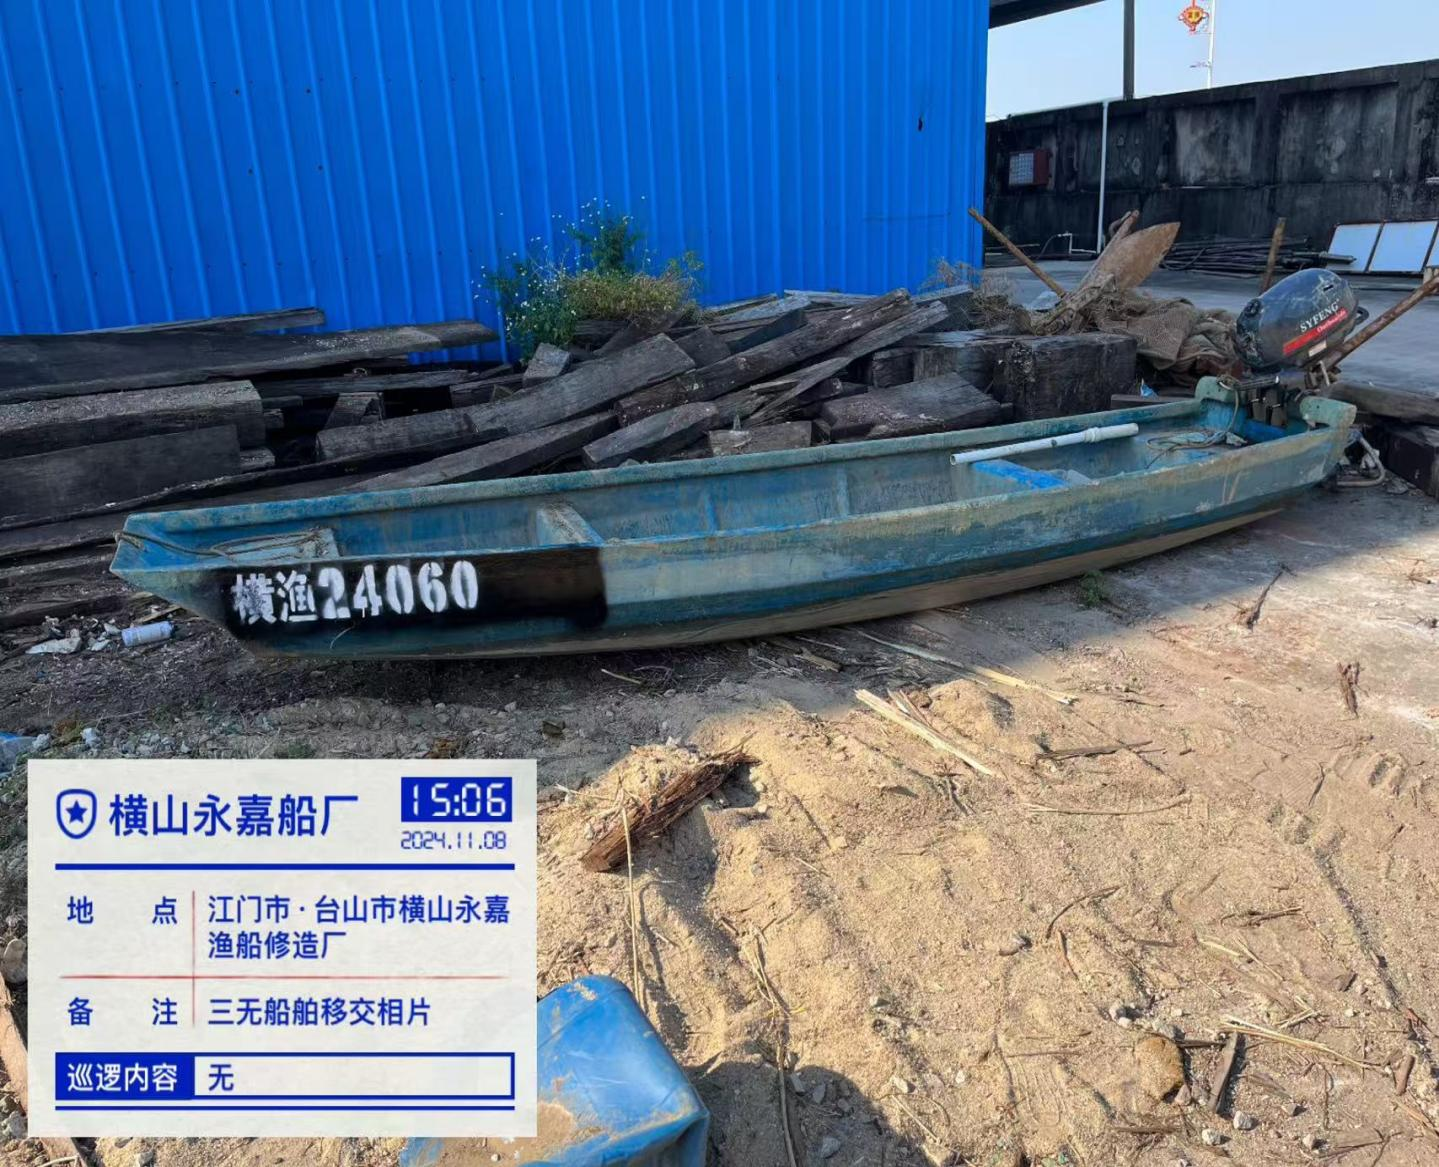 SYFENG
横渔24060
横山永嘉船厂
15:06
2024.11.08
地 点
江门市·台山市横山永嘉
渔船修造厂
备 注
三无船舶移交相片
巡逻内容
无